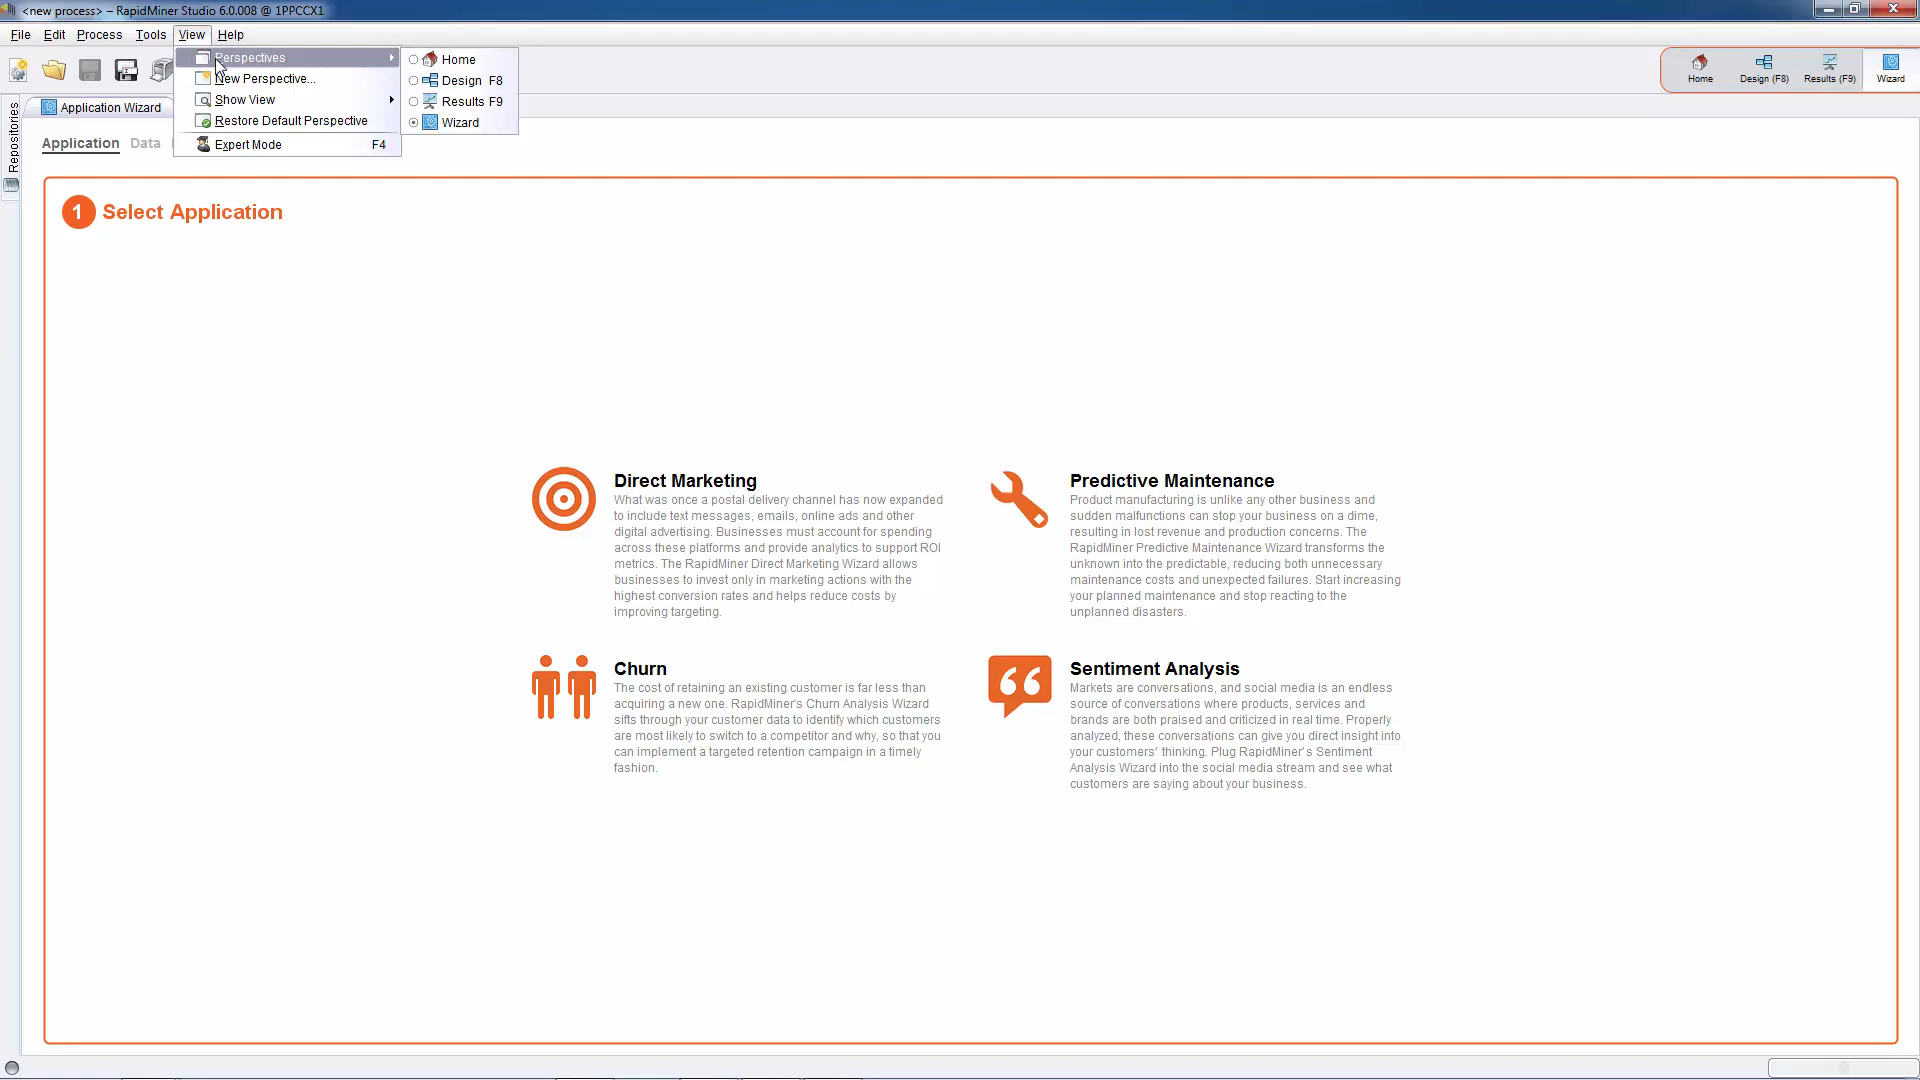 <new process> – RapidMiner Studio 6.0.008 @ 1PPCCX1
File Edit Process Tools View Help
Perspectives
New Perspective...
Show View
Restore Default Perspective
Expert Mode F4
Home
Design F8
Results F9
Wizard
Home Design (F8) Results (F9) Wizard
Repositories
Application Wizard
Application Data
1 Select Application
Direct Marketing
What was once a postal delivery channel has now expanded
to include text messages, emails, online ads and other
digital advertising. Businesses must account for spending
across these platforms and provide analytics to support ROI
metrics. The RapidMiner Direct Marketing Wizard allows
businesses to invest only in marketing actions with the
highest conversion rates and helps reduce costs by
improving targeting.
Predictive Maintenance
Product manufacturing is unlike any other business and
sudden malfunctions can stop your business on a dime,
resulting in lost revenue and production concerns. The
RapidMiner Predictive Maintenance Wizard transforms the
unknown into the predictable, reducing both unnecessary
maintenance costs and unexpected failures. Start increasing
your planned maintenance and stop reacting to the
unplanned disasters.
Churn
The cost of retaining an existing customer is far less than
acquiring a new one. RapidMiner's Churn Analysis Wizard
sifts through your customer data to identify which customers
are most likely to switch to a competitor and why, so that you
can implement a targeted retention campaign in a timely
fashion.
Sentiment Analysis
Markets are conversations, and social media is an endless
source of conversations where products, services and
brands are both praised and criticized in real time. Properly
analyzed, these conversations can give you direct insight into
your customers’ thinking. Plug RapidMiner’s Sentiment
Analysis Wizard into the social media stream and see what
customers are saying about your business.